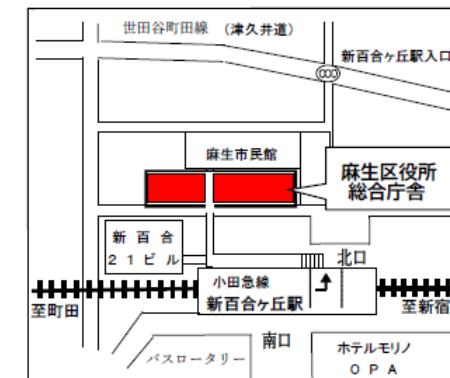 世田谷町田線 (津久井道)
新百合ヶ丘駅入口
麻生市民館
麻生区役所
総合庁舎
新百合
21ビル
北口
小田急線
新百合ヶ丘駅
至町田
至新宿
南口
バスロータリー
ホテルモリノ
OPA